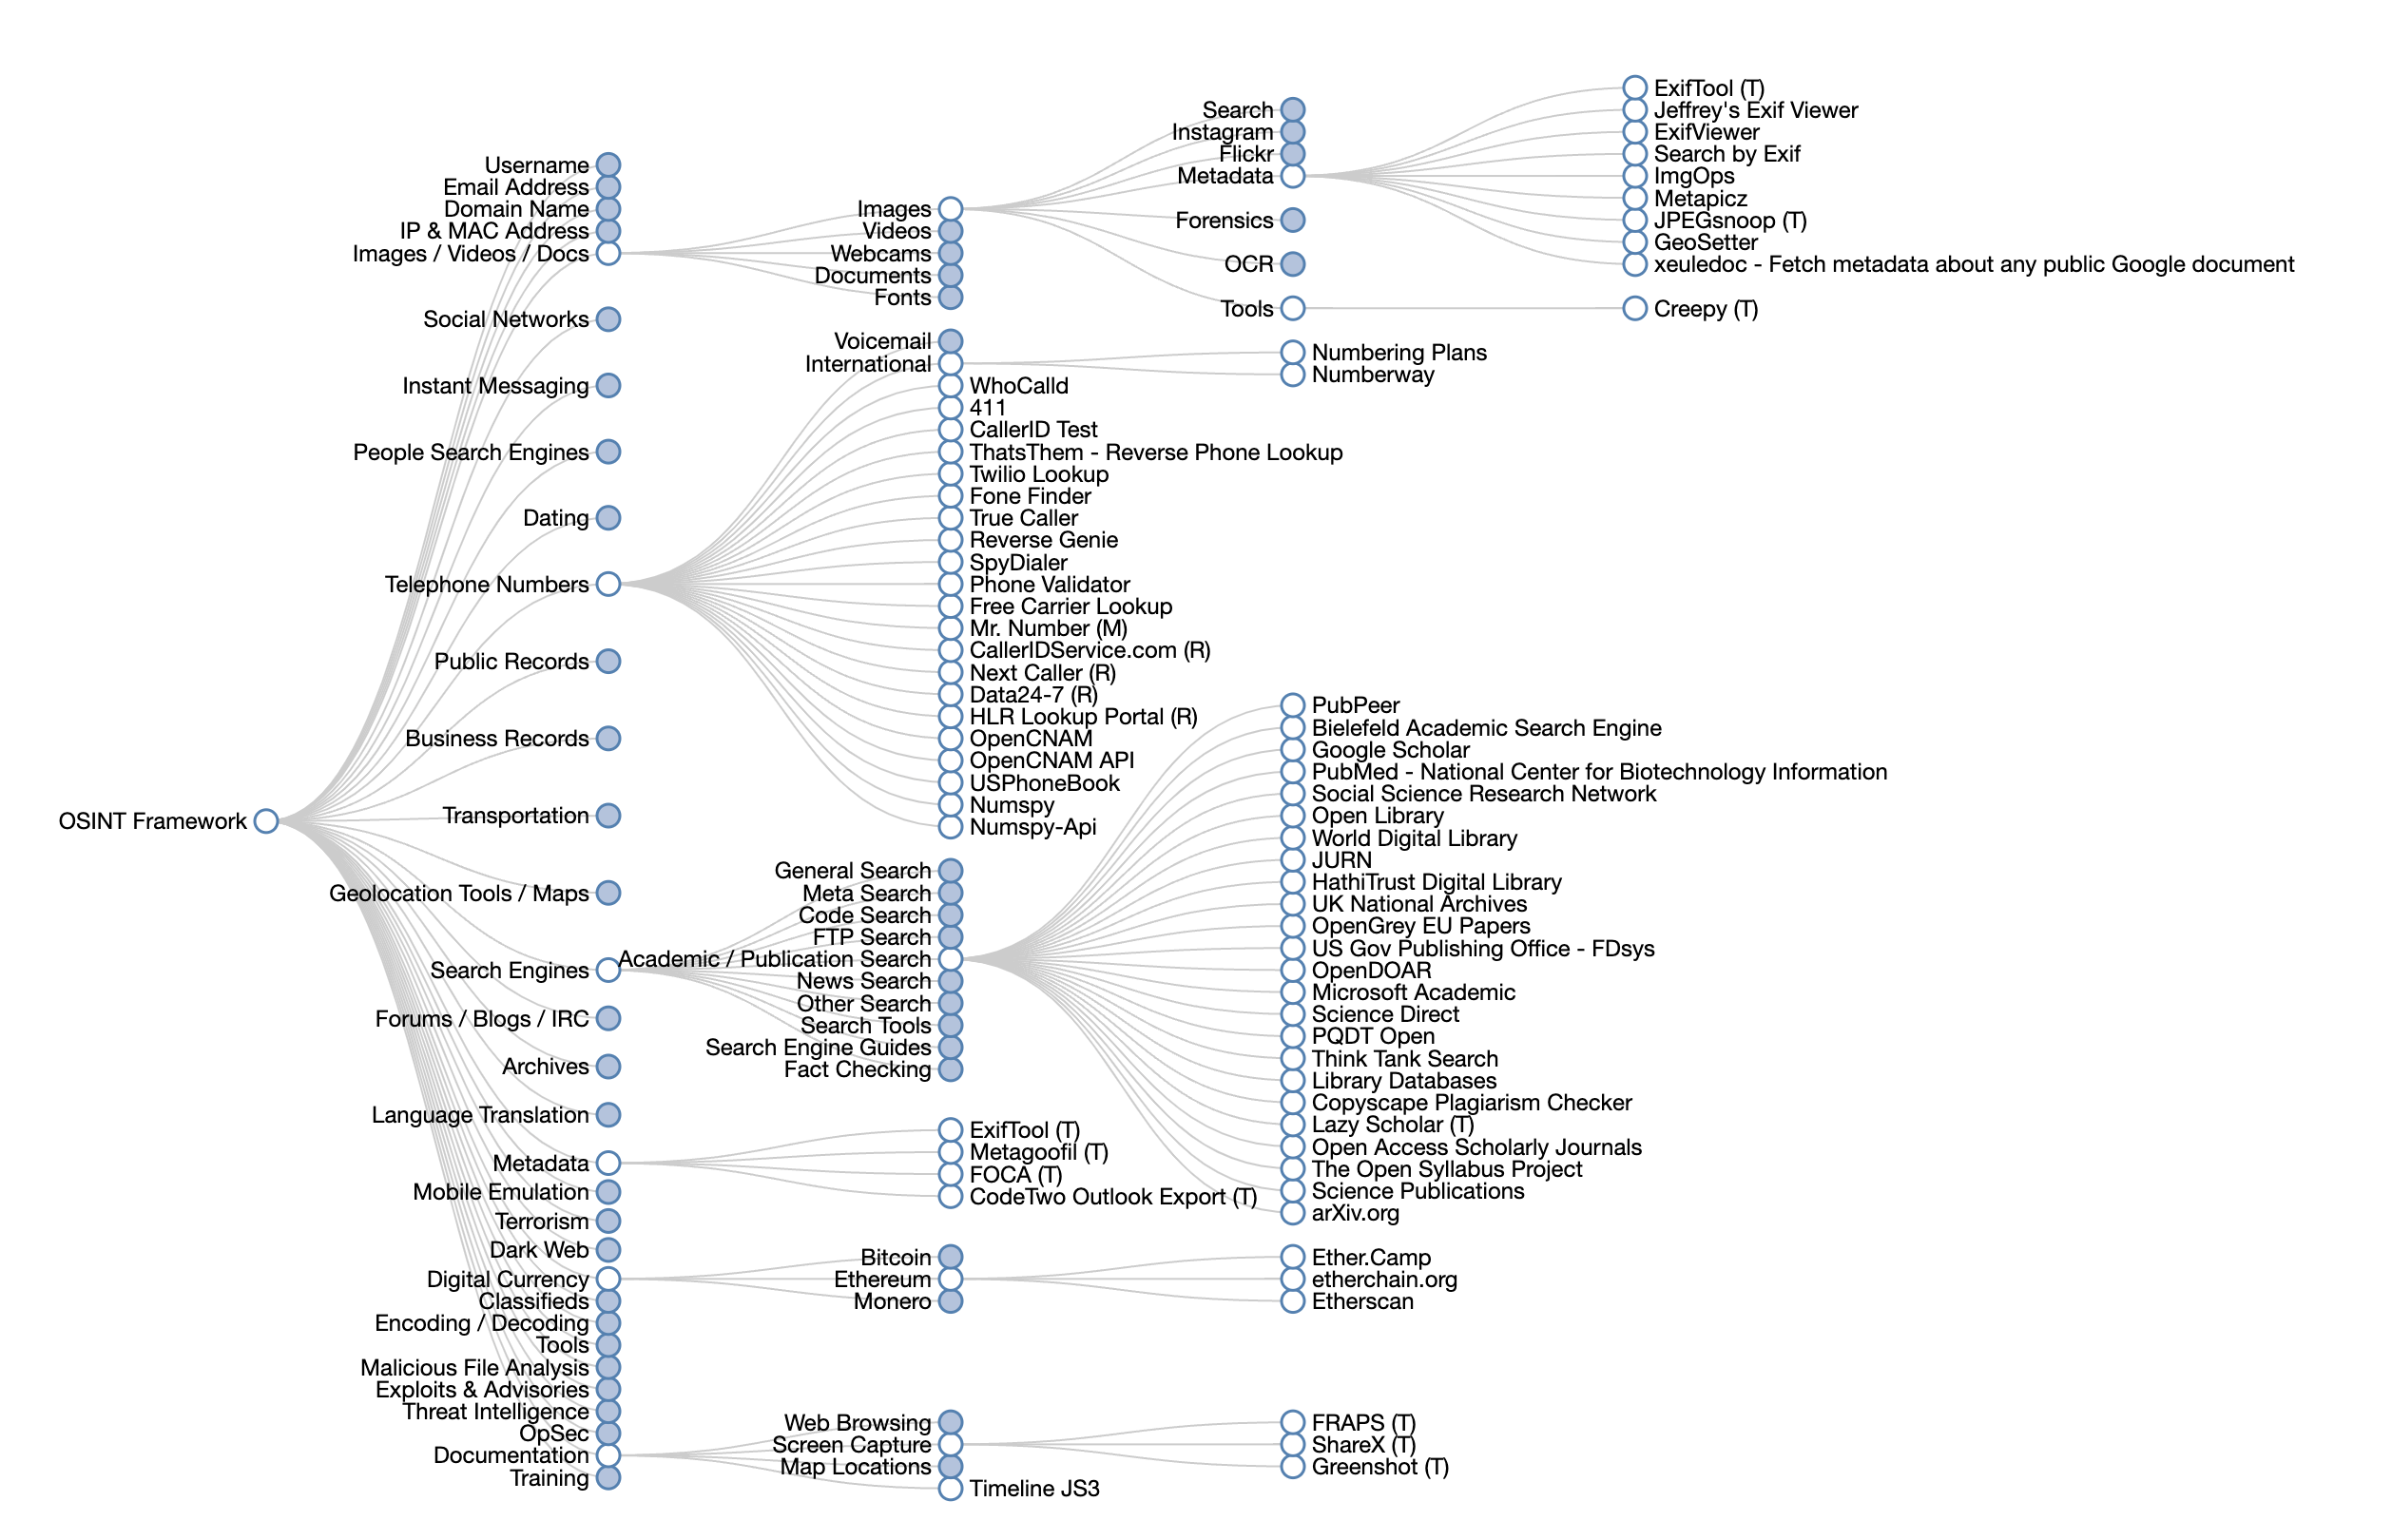 OSINT Framework
Username
Email Address
Domain Name
IP & MAC Address
Images / Videos / Docs
Social Networks
Instant Messaging
People Search Engines
Dating
Telephone Numbers
Public Records
Business Records
Transportation
Geolocation Tools / Maps
Search Engines
Forums / Blogs / IRC
Archives
Language Translation
Metadata
Mobile Emulation
Terrorism
Dark Web
Digital Currency
Classifieds
Encoding / Decoding
Tools
Malicious File Analysis
Exploits & Advisories
Threat Intelligence
OpSec
Documentation
Training
Images
Videos
Webcams
Documents
Fonts
Voicemail
International
WhoCalld
411
CallerID Test
ThatsThem - Reverse Phone Lookup
Twilio Lookup
Fone Finder
True Caller
Reverse Genie
SpyDialer
Phone Validator
Free Carrier Lookup
Mr. Number (M)
CallerIDService.com (R)
Next Caller (R)
Data24-7 (R)
HLR Lookup Portal (R)
OpenCNAM
OpenCNAM API
USPhoneBook
Numspy
Numspy-Api
General Search
Meta Search
Code Search
FTP Search
Academic / Publication Search
News Search
Other Search
Search Tools
Search Engine Guides
Fact Checking
ExifTool (T)
Metagoofil (T)
FOCA (T)
CodeTwo Outlook Export (T)
Bitcoin
Ethereum
Monero
Web Browsing
Screen Capture
Map Locations
Timeline JS3
Search
Instagram
Flickr
Metadata
Forensics
OCR
Tools
Numbering Plans
Numberway
PubPeer
Bielefeld Academic Search Engine
Google Scholar
PubMed - National Center for Biotechnology Information
Social Science Research Network
Open Library
World Digital Library
JURN
HathiTrust Digital Library
UK National Archives
OpenGrey EU Papers
US Gov Publishing Office - FDsys
OpenDOAR
Microsoft Academic
Science Direct
PQDT Open
Think Tank Search
Library Databases
Copyscape Plagiarism Checker
Lazy Scholar (T)
Open Access Scholarly Journals
The Open Syllabus Project
Science Publications
arXiv.org
Ether.Camp
etherchain.org
Etherscan
FRAPS (T)
ShareX (T)
Greenshot (T)
ExifTool (T)
Jeffrey's Exif Viewer
ExifViewer
Search by Exif
ImgOps
Metapicz
JPEGsnoop (T)
GeoSetter
xeuledoc - Fetch metadata about any public Google document
Creepy (T)